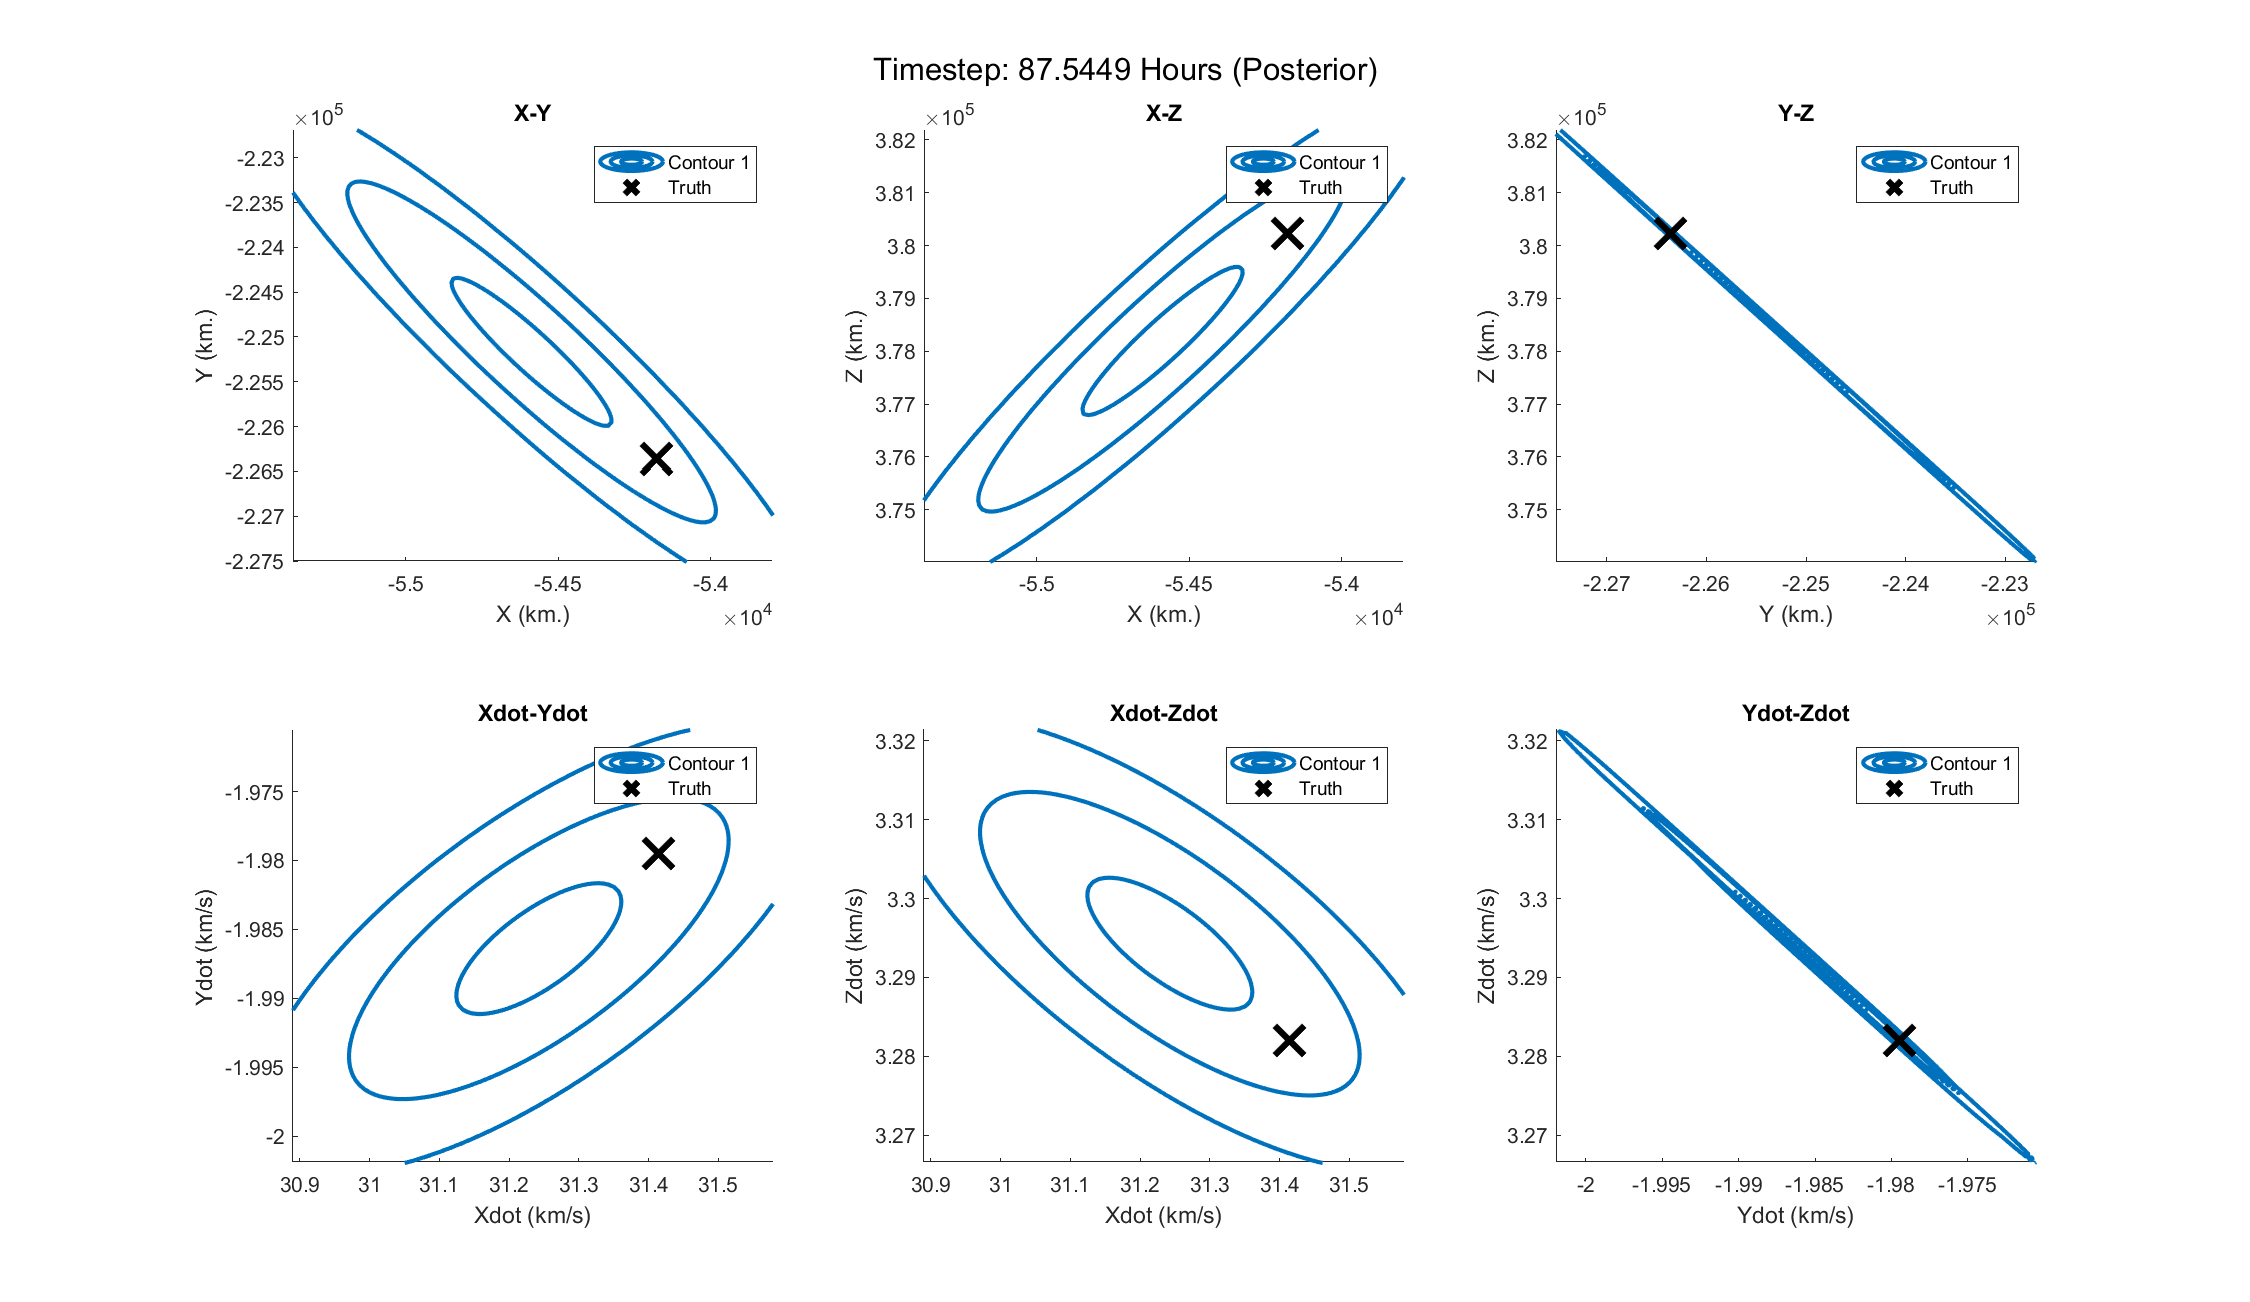 Timestep: 87.5449 Hours (Posterior)
X-Y
×10^5
-2.23
-2.235
-2.24
-2.245
-2.25
-2.255
-2.26
-2.265
-2.27
-2.275
Y (km.)
-5.5 -5.45 -5.4
X (km.)
×10^4
Contour 1
Truth
X-Z
×10^5
3.82
3.81
3.8
3.79
3.78
3.77
3.76
3.75
Z (km.)
-5.5 -5.45 -5.4
X (km.)
×10^4
Contour 1
Truth
Y-Z
×10^5
3.82
3.81
3.8
3.79
3.78
3.77
3.76
3.75
Z (km.)
-2.27 -2.26 -2.25 -2.24 -2.23
Y (km.)
×10^5
Contour 1
Truth
Xdot-Ydot
-1.975
-1.98
-1.985
-1.99
-1.995
-2
Ydot (km/s)
30.9 31 31.1 31.2 31.3 31.4 31.5
Xdot (km/s)
Contour 1
Truth
Xdot-Zdot
3.32
3.31
3.3
3.29
3.28
3.27
Zdot (km/s)
30.9 31 31.1 31.2 31.3 31.4 31.5
Xdot (km/s)
Contour 1
Truth
Ydot-Zdot
3.32
3.31
3.3
3.29
3.28
3.27
Zdot (km/s)
-2 -1.995 -1.99 -1.985 -1.98 -1.975
Ydot (km/s)
Contour 1
Truth